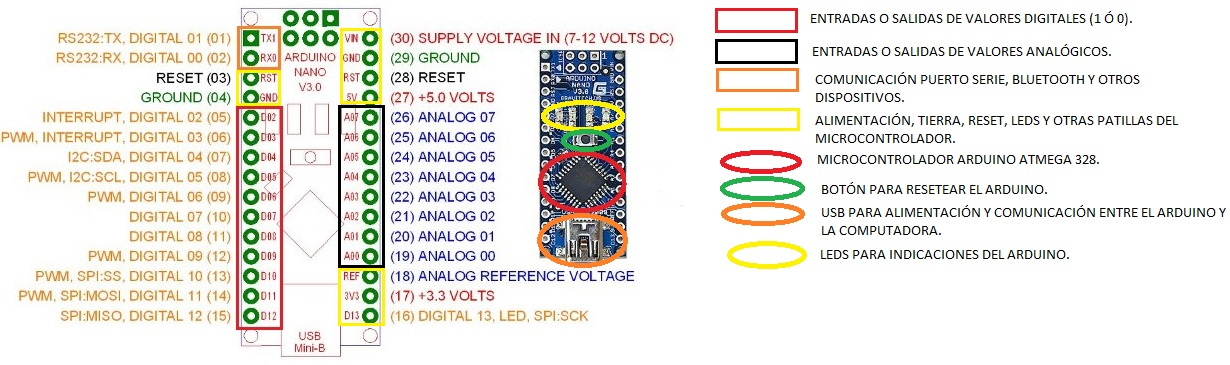 RS232:TX, DIGITAL 01 (01)
RS232:RX, DIGITAL 00 (02)
RESET (03)
GROUND (04)
INTERRUPT, DIGITAL 02 (05)
PWM, INTERRUPT, DIGITAL 03 (06)
I2C:SDA, DIGITAL 04 (07)
PWM, I2C:SCL, DIGITAL 05 (08)
PWM, DIGITAL 06 (09)
DIGITAL 07 (10)
DIGITAL 08 (11)
PWM, DIGITAL 09 (12)
PWM, SPI:SS, DIGITAL 10 (13)
PWM, SPI:MOSI, DIGITAL 11 (14)
SPI:MISO, DIGITAL 12 (15)
TX1
RX0
RST
GND
D02
D03
D04
D05
D06
D07
D08
D09
D10
D11
D12
ARDUINO
NANO
V3.0
USB
Mini-B
VIN
GND
RST
5V
A07
A06
A05
A04
A03
A02
A01
A00
REF
3V3
D13
(30) SUPPLY VOLTAGE IN (7-12 VOLTS DC)
(29) GROUND
(28) RESET
(27) +5.0 VOLTS
(26) ANALOG 07
(25) ANALOG 06
(24) ANALOG 05
(23) ANALOG 04
(22) ANALOG 03
(21) ANALOG 02
(20) ANALOG 01
(19) ANALOG 00
(18) ANALOG REFERENCE VOLTAGE
(17) +3.3 VOLTS
(16) DIGITAL 13, LED, SPI:SCK
ARDUINO
NANO
V3.0
GRAVITECH
ENTRADAS O SALIDAS DE VALORES DIGITALES (1 Ó 0).
ENTRADAS O SALIDAS DE VALORES ANALÓGICOS.
COMUNICACIÓN PUERTO SERIE, BLUETOOTH Y OTROS
DISPOSITIVOS.
ALIMENTACIÓN, TIERRA, RESET, LEDS Y OTRAS PATILLAS DEL
MICROCONTROLADOR.
MICROCONTROLADOR ARDUINO ATMEGA 328.
BOTÓN PARA RESETEAR EL ARDUINO.
USB PARA ALIMENTACIÓN Y COMUNICACIÓN ENTRE EL ARDUINO Y
LA COMPUTADORA.
LEDS PARA INDICACIONES DEL ARDUINO.